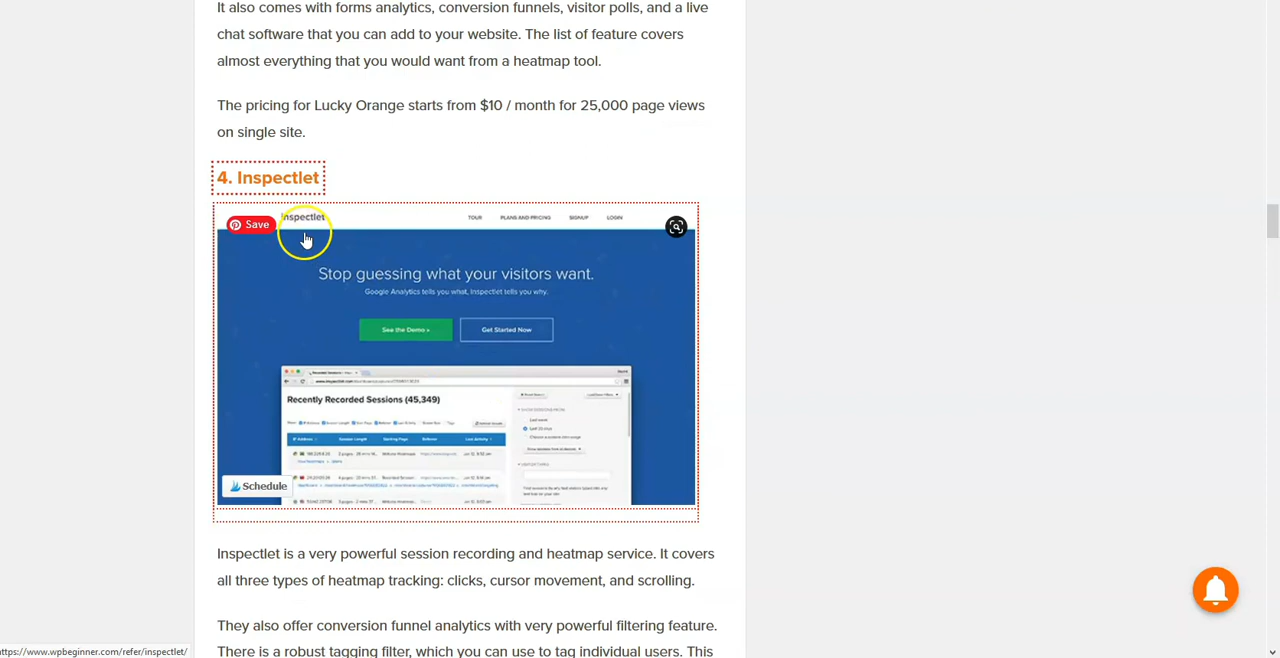 It also comes with forms analytics, conversion funnels, visitor polls, and a live
chat software that you can add to your website. The list of feature covers
almost everything that you would want from a heatmap tool.
The pricing for Lucky Orange starts from $10 / month for 25,000 page views
on single site.
4. Inspectlet
Save
Inspectlet
TOUR PLANS AND PRICING SIGNUP LOGIN
Stop guessing what your visitors want.
Google Analytics tells you what, Inspectlet tells you why.
See the Demo »
Get Started Now
Recently Recorded Sessions (45,349)
Schedule
Inspectlet is a very powerful session recording and heatmap service. It covers
all three types of heatmap tracking: clicks, cursor movement, and scrolling.
They also offer conversion funnel analytics with very powerful filtering feature.
There is a robust tagging filter, which you can use to tag individual users. This
https://www.wpbeginner.com/refer/inspectlet/